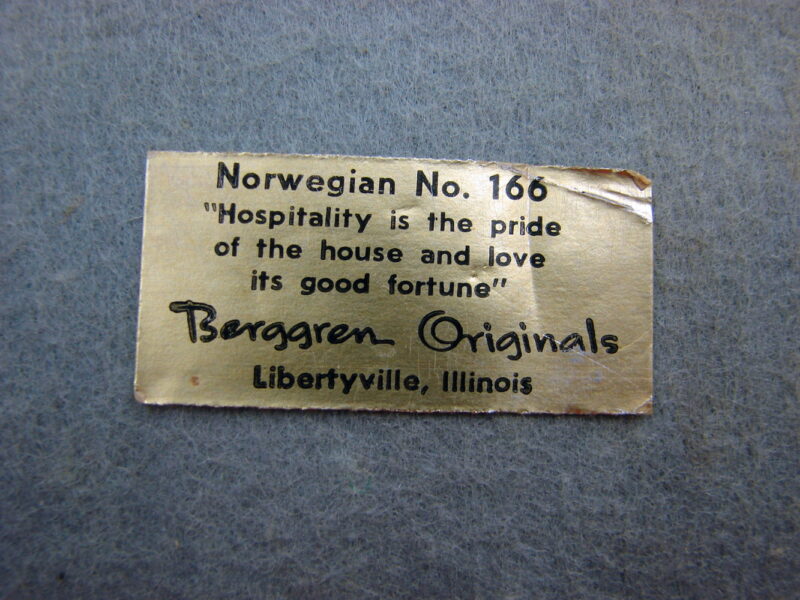 Norwegian No. 166
"Hospitality is the pride
of the house and love
its good fortune"
Berggren Originals
Libertyville, Illinois